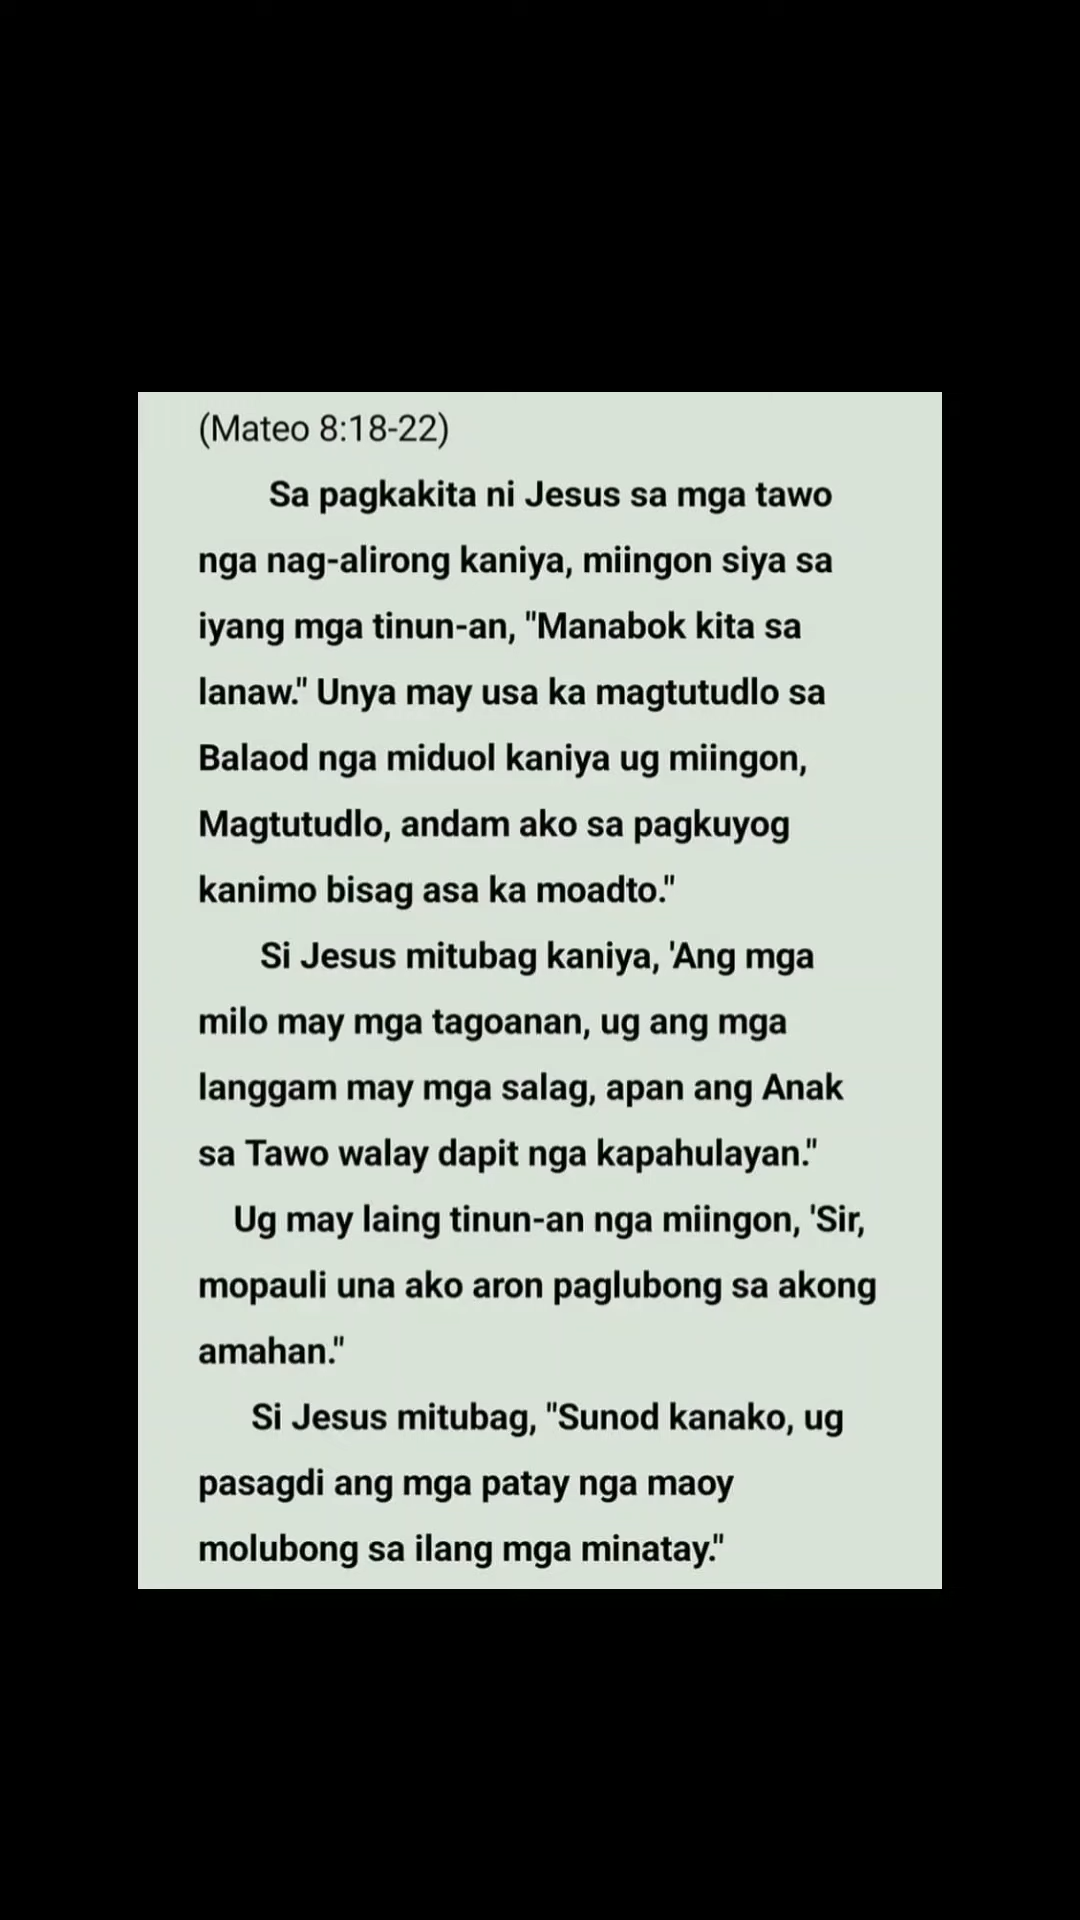 (Mateo 8:18-22)
Sa pagkakita ni Jesus sa mga tawo
nga nag-alirong kaniya, miingon siya sa
iyang mga tinun-an, "Manabok kita sa
lanaw." Unya may usa ka magtutudlo sa
Balaod nga miduol kaniya ug miingon,
Magtutudlo, andam ako sa pagkuyog
kanimo bisag asa ka moadto."
Si Jesus mitubag kaniya, 'Ang mga
milo may mga tagoanan, ug ang mga
langgam may mga salag, apan ang Anak
sa Tawo walay dapit nga kapahulayan."
Ug may laing tinun-an nga miingon, 'Sir,
mopauli una ako aron paglubong sa akong
amahan."
Si Jesus mitubag, "Sunod kanako, ug
pasagdi ang mga patay nga maoy
molubong sa ilang mga minatay."